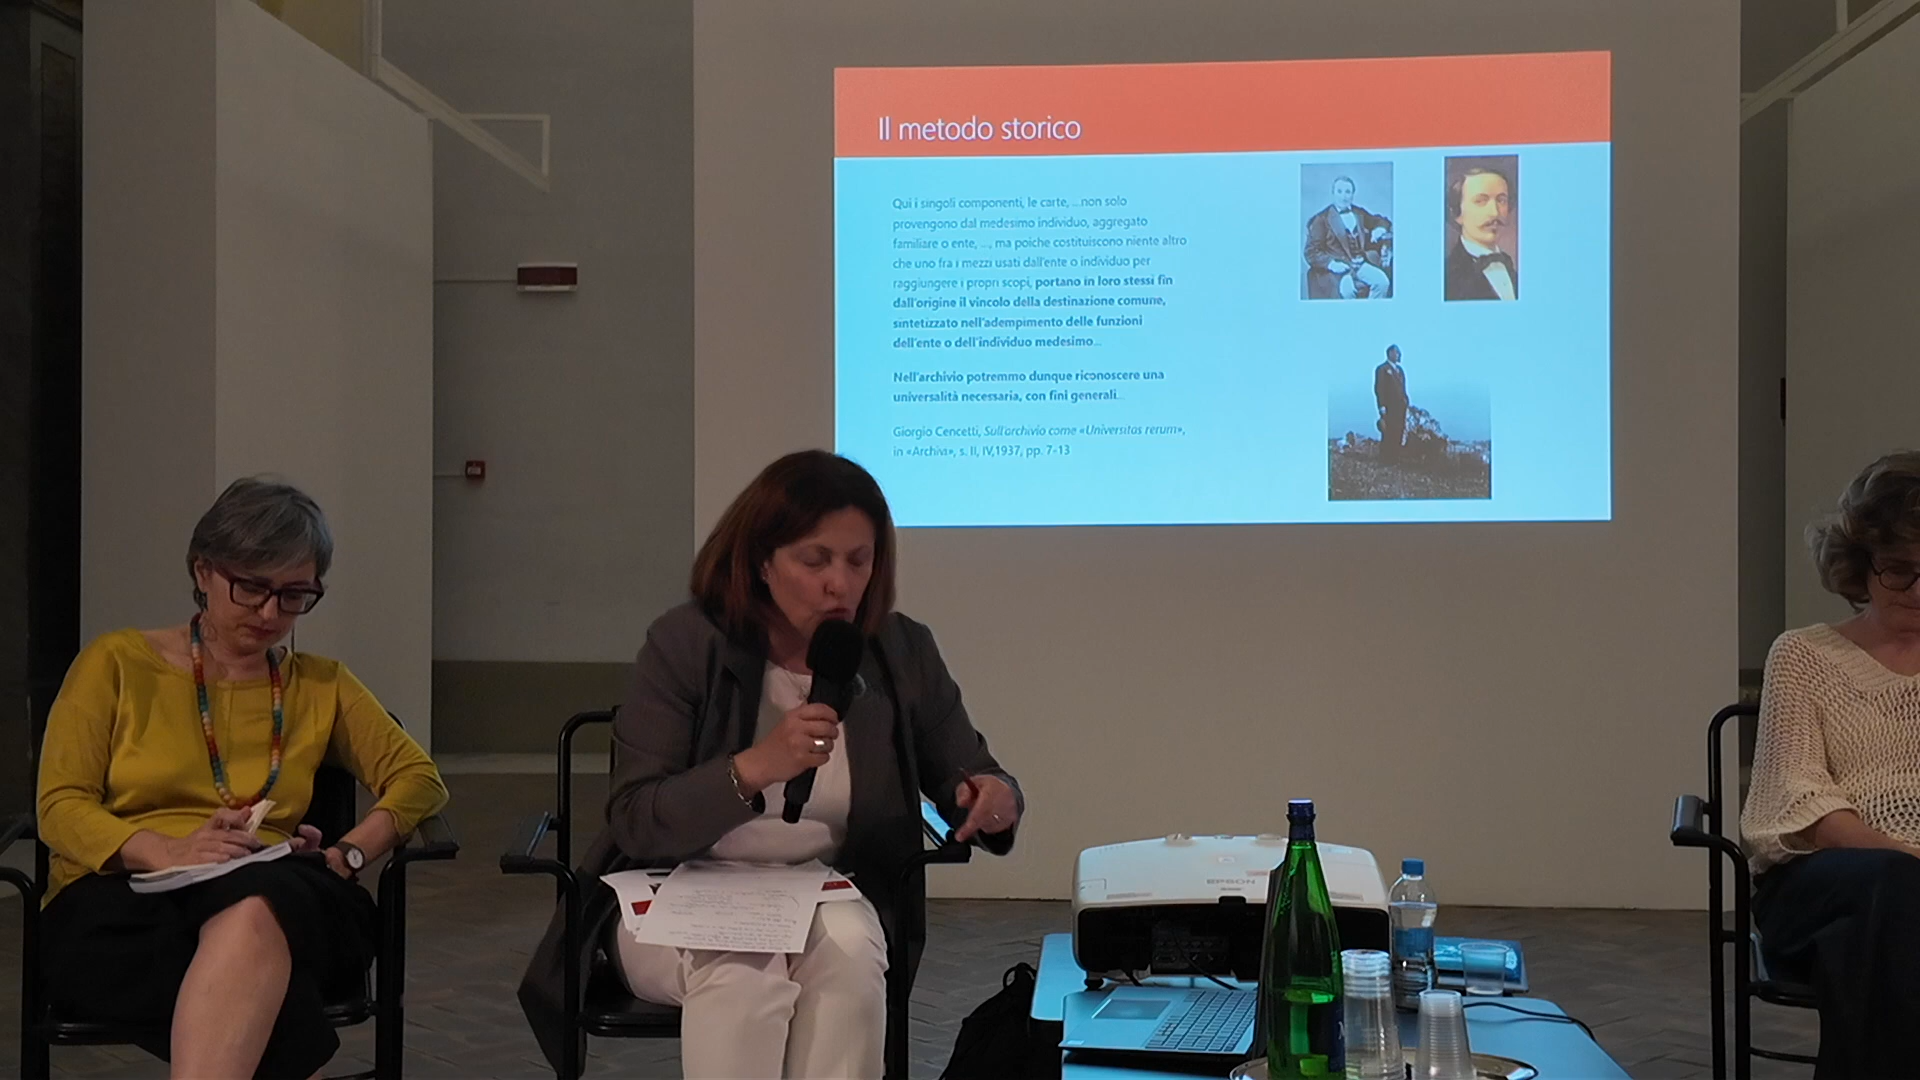 Il metodo storico
Qui i singoli componenti, le carte, ...non solo
provengono dal medesimo individuo, aggregato
familiare o ente, ..., ma poiche costituiscono niente altro
che uno fra i mezzi usati dall'ente o individuo per
raggiungere i propri scopi, portano in loro stessi fin
dall'origine il vincolo della destinazione comune,
sintetizzato nell'adempimento delle funzioni
dell'ente o dell'individuo medesimo...
Nell'archivio potremmo dunque riconoscere una
universalità necessaria, con fini generali...
Giorgio Cencetti, Sull'archivio come «Universitas rerum»,
in «Archivi», s. II, IV,1937, pp. 7-13
EPSON